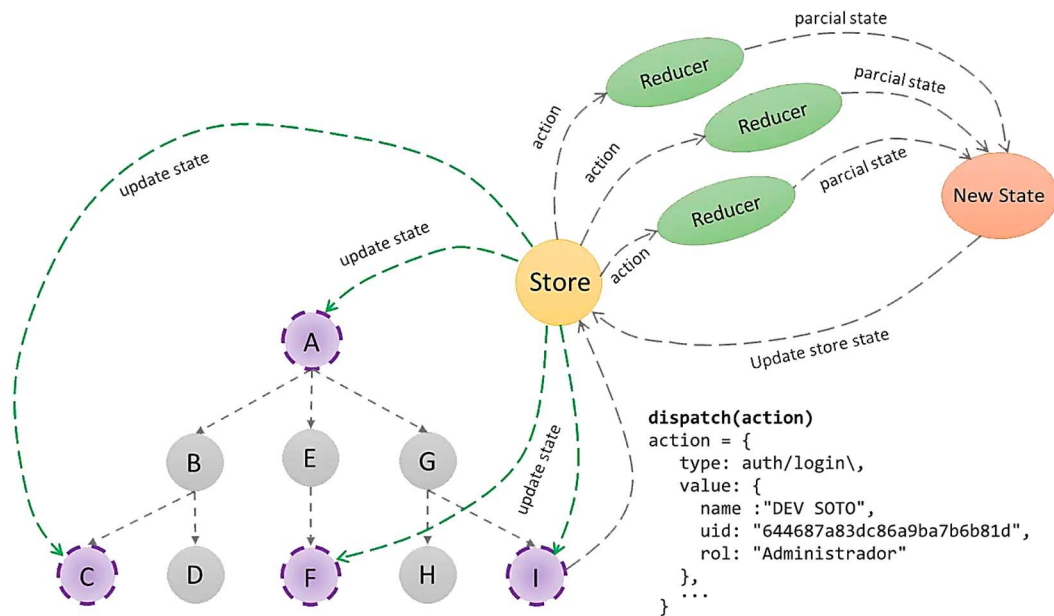 parcial state
Reducer
parcial state
action
Reducer
action
parcial state
update state
Reducer
New State
action
update state
Store
A
Update store state
dispatch(action)
action = {
type: auth/login\,
value: {
name :"DEV SOTO",
uid: "644687a83dc86a9ba7b6b81d",
rol: "Administrador"
},
...
}
B
E
G
update state
C
D
F
H
I